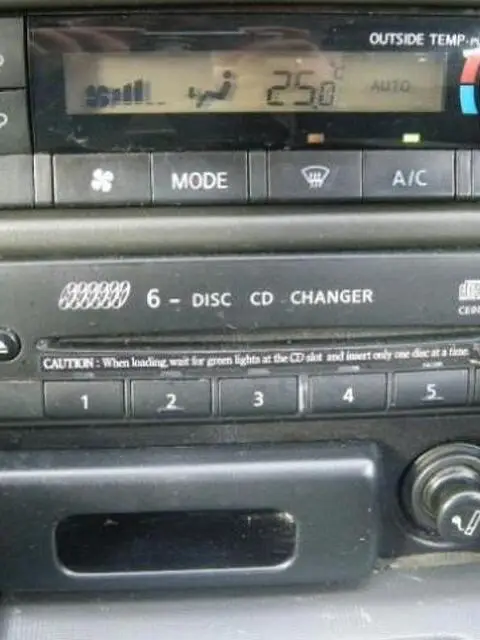 OUTSIDE TEMP
25.0°C AUTO
MODE A/C
6 - DISC CD CHANGER
CAUTION : When loading, wait for green lights at the CD slot and insert only one disc at a time.
1 2 3 4 5